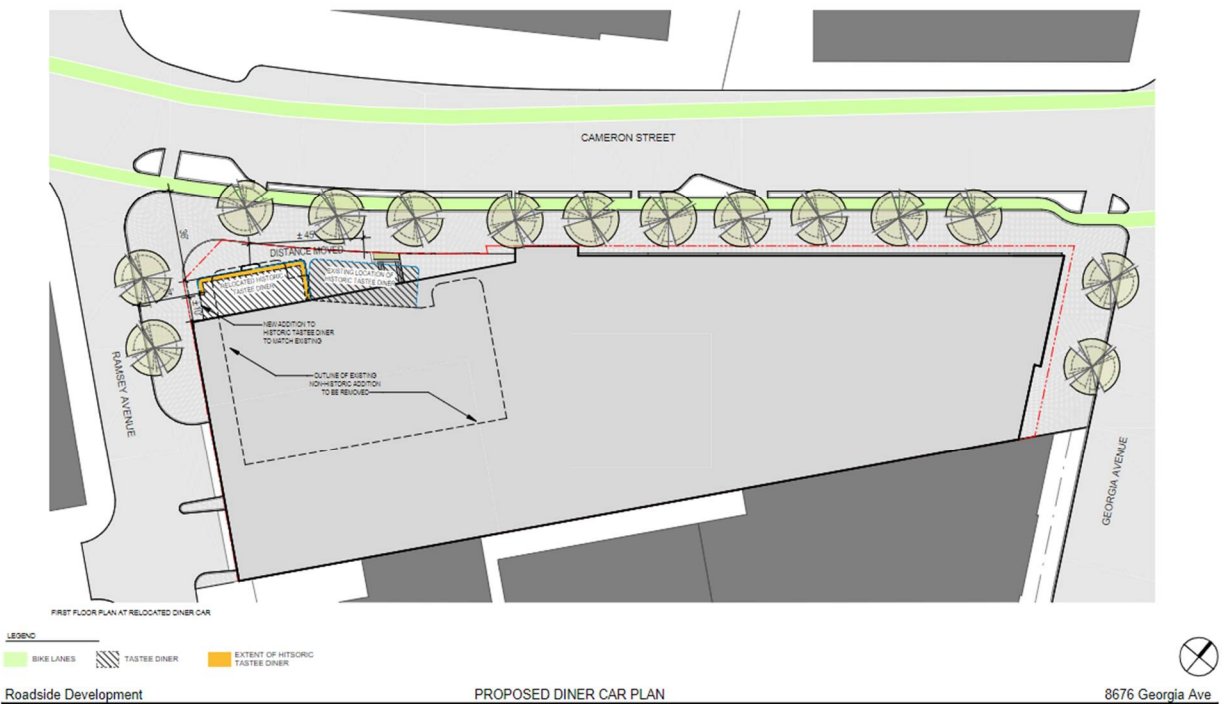 CAMERON STREET
± 45'
DISTANCE MOVED
RELOCATED HISTORIC
TASTEE DINER
EXISTING LOCATION OF
HISTORIC TASTEE DINER
NEW ADDITION TO
HISTORIC TASTEE DINER
TO MATCH EXISTING
OUTLINE OF EXISTING
NON-HISTORIC ADDITION
TO BE REMOVED
RAMSEY AVENUE
GEORGIA AVENUE
FIRST FLOOR PLAN AT RELOCATED DINER CAR
LEGEND
BIKE LANES
TASTEE DINER
EXTENT OF HITSORIC
TASTEE DINER
Roadside Development
PROPOSED DINER CAR PLAN
8676 Georgia Ave